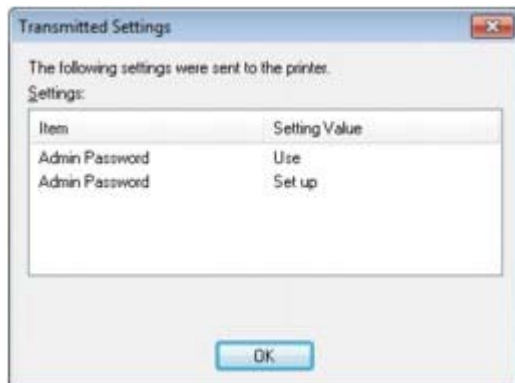 Transmitted Settings
The following settings were sent to the printer.
Settings:
Item Setting Value
Admin Password Use
Admin Password Set up
OK